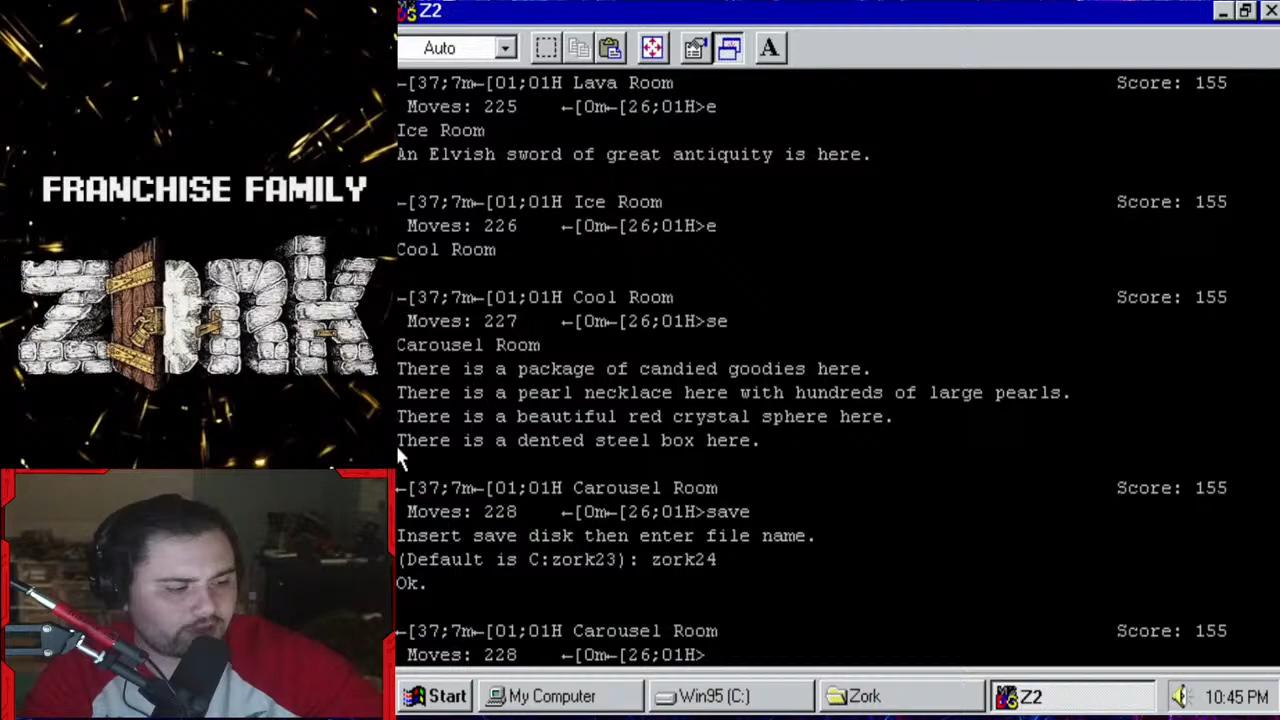 Z2
Auto
A
FRANCHISE FAMILY
ZORK
←[37;7m←[01;01H Lava Room Score: 155
Moves: 225 ←[0m←[26;01H>e
Ice Room
An Elvish sword of great antiquity is here.
←[37;7m←[01;01H Ice Room Score: 155
Moves: 226 ←[0m←[26;01H>e
Cool Room
←[37;7m←[01;01H Cool Room Score: 155
Moves: 227 ←[0m←[26;01H>se
Carousel Room
There is a package of candied goodies here.
There is a pearl necklace here with hundreds of large pearls.
There is a beautiful red crystal sphere here.
There is a dented steel box here.
←[37;7m←[01;01H Carousel Room Score: 155
Moves: 228 ←[0m←[26;01H>save
Insert save disk then enter file name.
(Default is C:zork23): zork24
Ok.
←[37;7m←[01;01H Carousel Room Score: 155
Moves: 228 ←[0m←[26;01H>
Start My Computer Win95 (C:) Zork Z2 10:45 PM